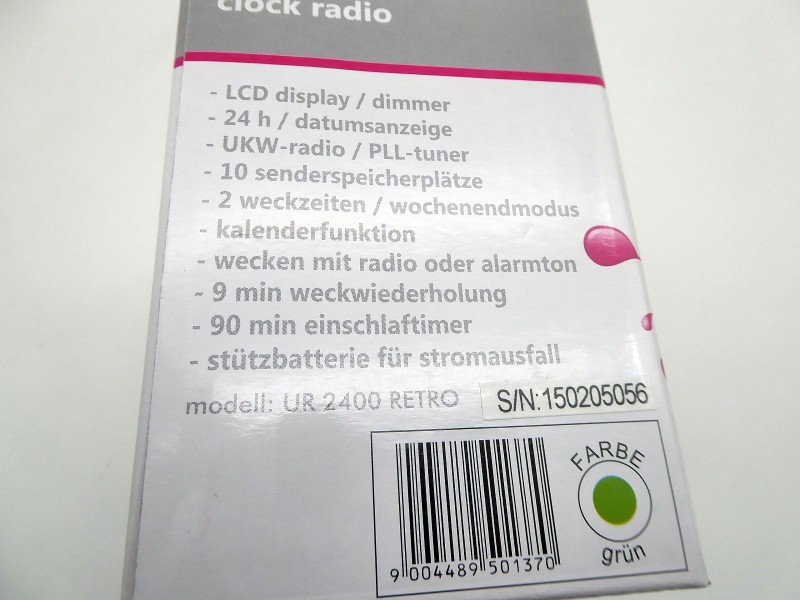 clock radio
- LCD display / dimmer
- 24 h / datumsanzeige
- UKW-radio / PLL-tuner
- 10 senderspeicherplätze
- 2 weckzeiten / wochenendmodus
- kalenderfunktion
- wecken mit radio oder alarmton
- 9 min weckwiederholung
- 90 min einschlaftimer
- stützbatterie für stromausfall
modell: UR 2400 RETRO
S/N:150205056
FARBE
grün
9 004489 501370